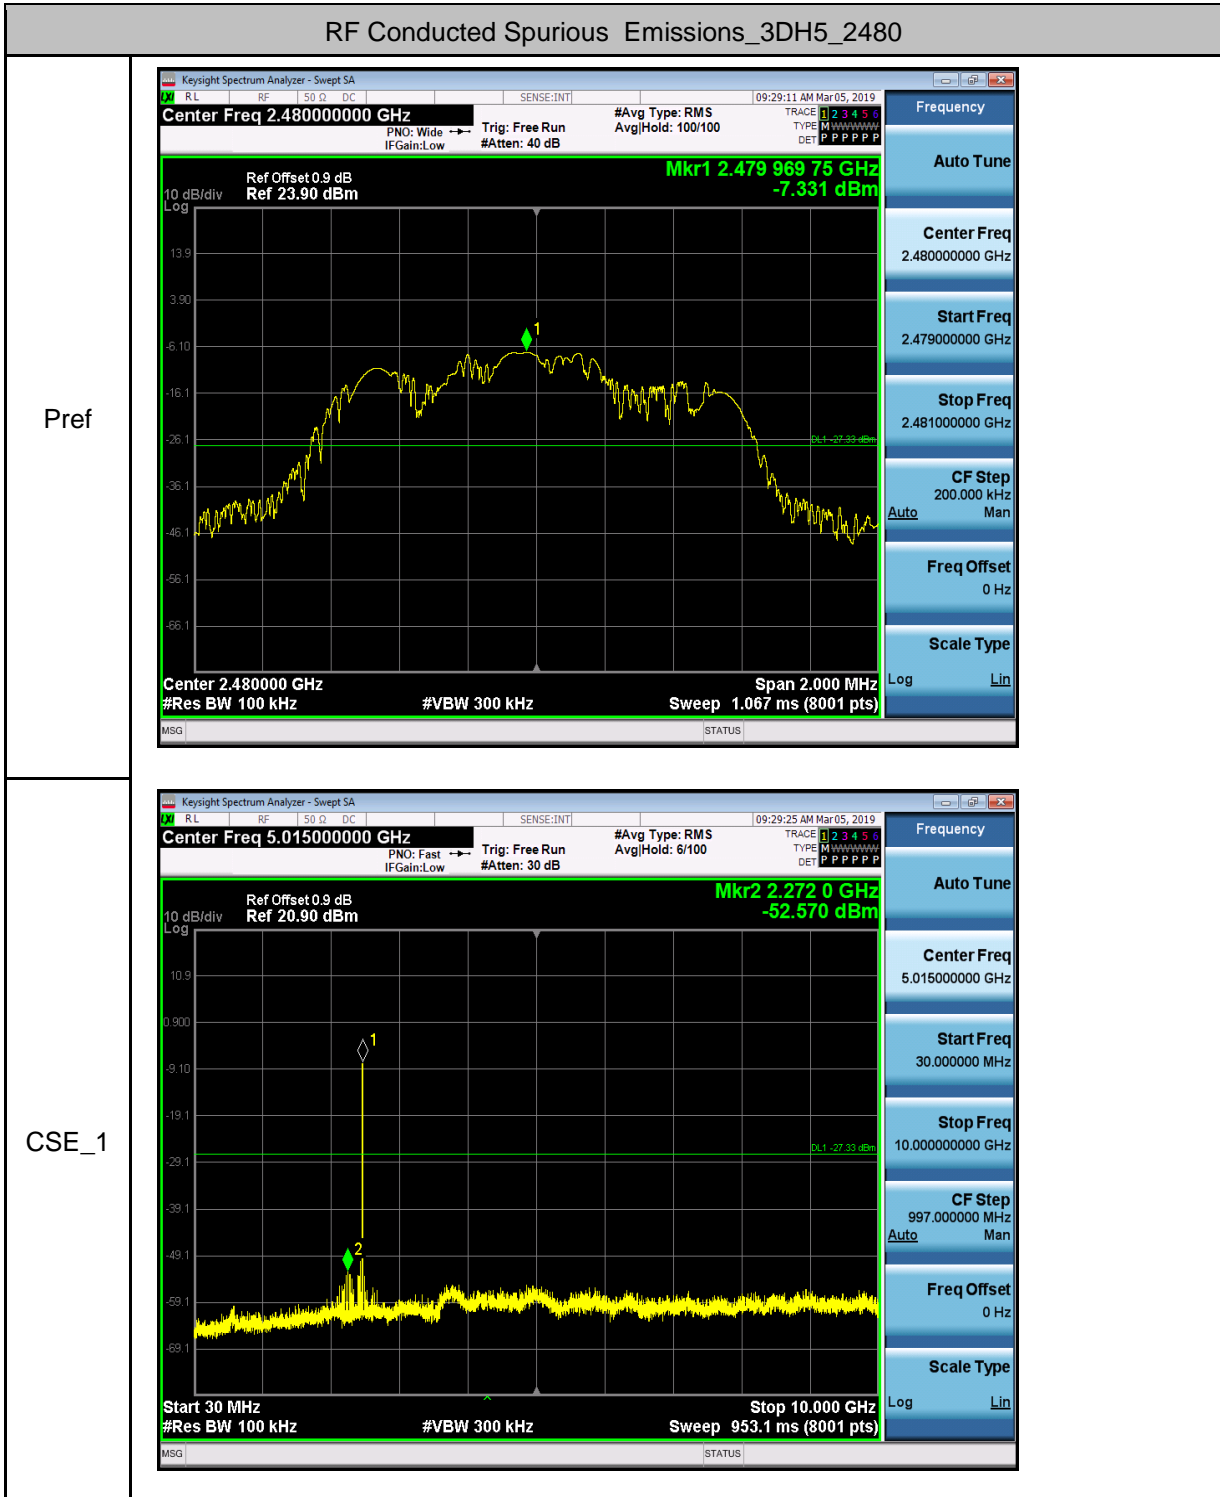 RF Conducted Spurious Emissions_3DH5_2480
Pref
Keysight Spectrum Analyzer - Swept SA
LXI RL RF 50 Ω DC SENSE:INT 09:29:11 AM Mar 05, 2019
Center Freq 2.480000000 GHz
PNO: Wide
IFGain:Low
Trig: Free Run
#Atten: 40 dB
#Avg Type: RMS
Avg|Hold: 100/100
TRACE 1 2 3 4 5 6
TYPE M WWWWW
DET P P P P P P
Mkr1 2.479 969 75 GHz
-7.331 dBm
Ref Offset 0.9 dB
10 dB/div Ref 23.90 dBm
Log
13.9
3.90
-6.10
-16.1
-26.1
-36.1
-46.1
-56.1
-66.1
1
DL1 -27.33 dBm
Center 2.480000 GHz Span 2.000 MHz
#Res BW 100 kHz #VBW 300 kHz Sweep 1.067 ms (8001 pts)
MSG STATUS
Frequency
Auto Tune
Center Freq
2.480000000 GHz
Start Freq
2.479000000 GHz
Stop Freq
2.481000000 GHz
CF Step
200.000 kHz
Auto Man
Freq Offset
0 Hz
Scale Type
Log Lin
CSE_1
Keysight Spectrum Analyzer - Swept SA
LXI RL RF 50 Ω DC SENSE:INT 09:29:25 AM Mar 05, 2019
Center Freq 5.015000000 GHz
PNO: Fast
IFGain:Low
Trig: Free Run
#Atten: 30 dB
#Avg Type: RMS
Avg|Hold: 6/100
TRACE 1 2 3 4 5 6
TYPE M WWWWW
DET P P P P P P
Mkr2 2.272 0 GHz
-52.570 dBm
Ref Offset 0.9 dB
10 dB/div Ref 20.90 dBm
Log
10.9
0.900
-9.10
-19.1
-29.1
-39.1
-49.1
-59.1
-69.1
1
2
DL1 -27.33 dBm
Start 30 MHz Stop 10.000 GHz
#Res BW 100 kHz #VBW 300 kHz Sweep 953.1 ms (8001 pts)
MSG STATUS
Frequency
Auto Tune
Center Freq
5.015000000 GHz
Start Freq
30.000000 MHz
Stop Freq
10.000000000 GHz
CF Step
997.000000 MHz
Auto Man
Freq Offset
0 Hz
Scale Type
Log Lin